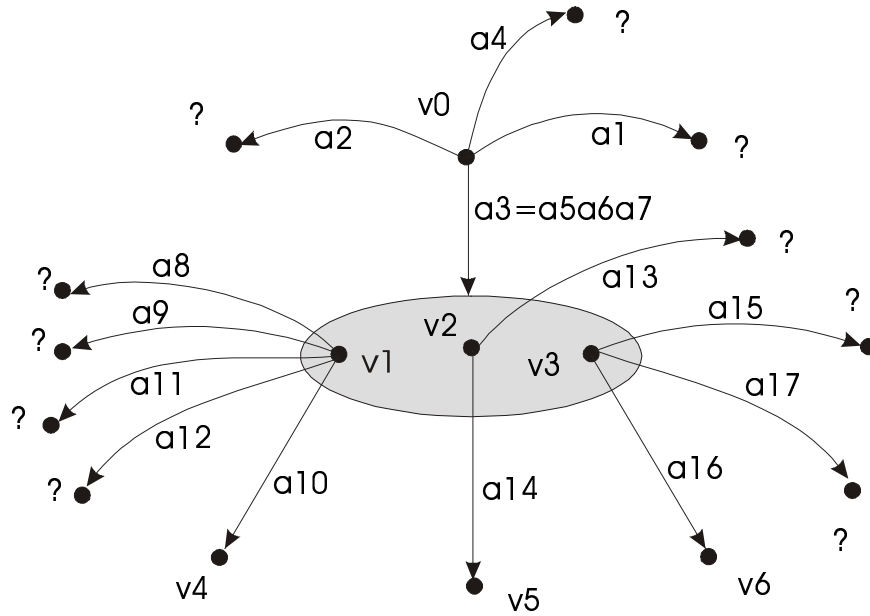 a4 ?
v0
? a2 a1 ?
a3=a5a6a7
a13 ?
? a8
a15 ?
? a9
v2
v1 v3
a11 a17
? a12
? a10 a14 a16
?
v4 v5 v6